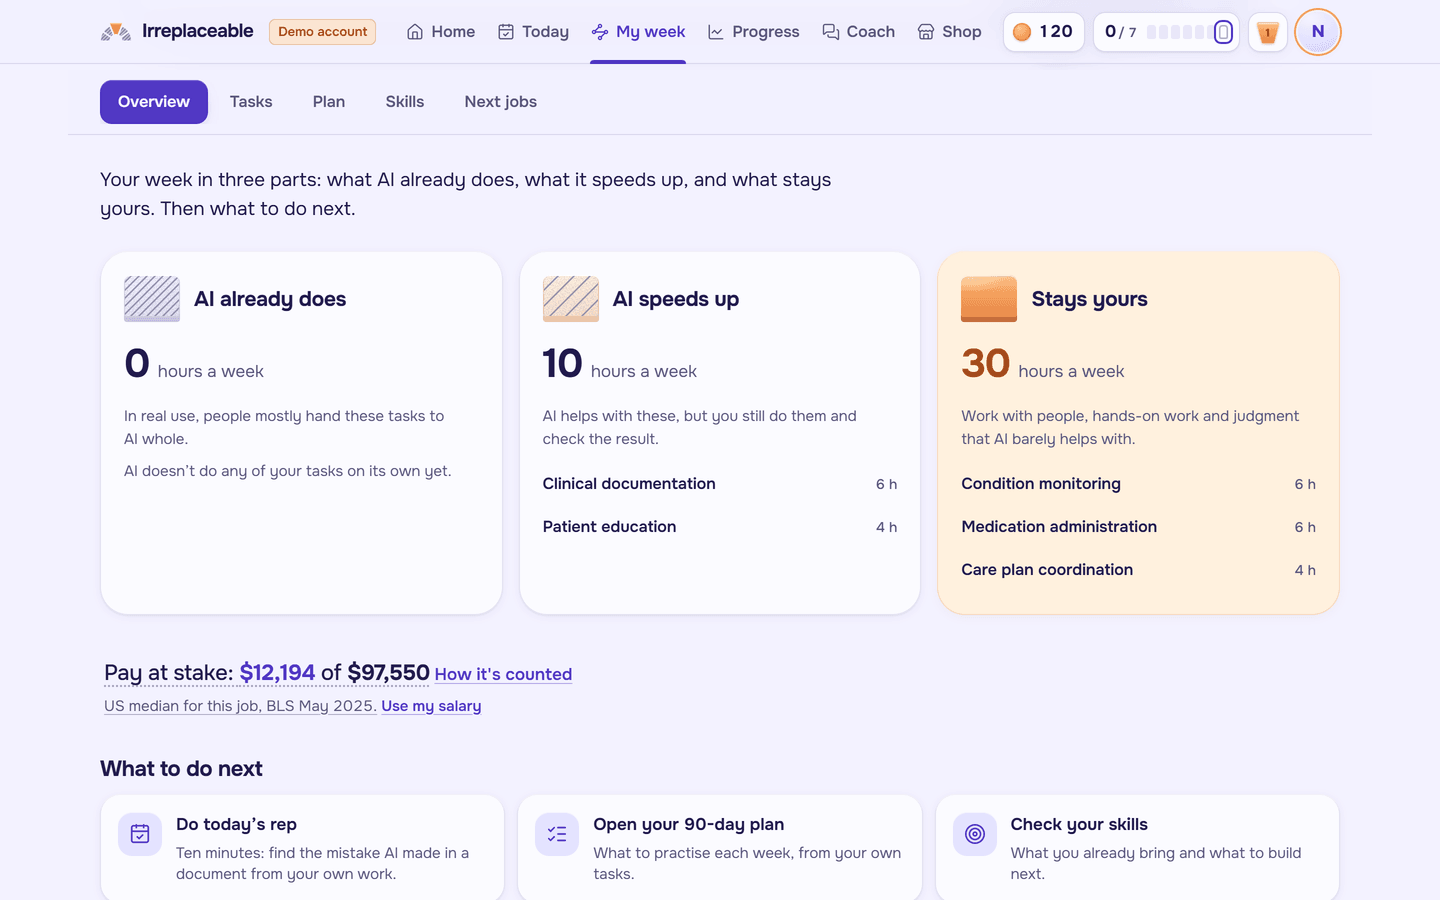 Irreplaceable
Demo account
Home
Today
My week
Progress
Coach
Shop
120
0 / 7
1
N
Overview
Tasks
Plan
Skills
Next jobs
Your week in three parts: what AI already does, what it speeds up, and what stays
yours. Then what to do next.
AI already does
0 hours a week
In real use, people mostly hand these tasks to
AI whole.
AI doesn’t do any of your tasks on its own yet.
AI speeds up
10 hours a week
AI helps with these, but you still do them and
check the result.
Clinical documentation 6 h
Patient education 4 h
Stays yours
30 hours a week
Work with people, hands-on work and judgment
that AI barely helps with.
Condition monitoring 6 h
Medication administration 6 h
Care plan coordination 4 h
Pay at stake: $12,194 of $97,550 How it's counted
US median for this job, BLS May 2025. Use my salary
What to do next
Do today’s rep
Ten minutes: find the mistake AI made in a
document from your own work.
Open your 90-day plan
What to practise each week, from your own
tasks.
Check your skills
What you already bring and what to build
next.